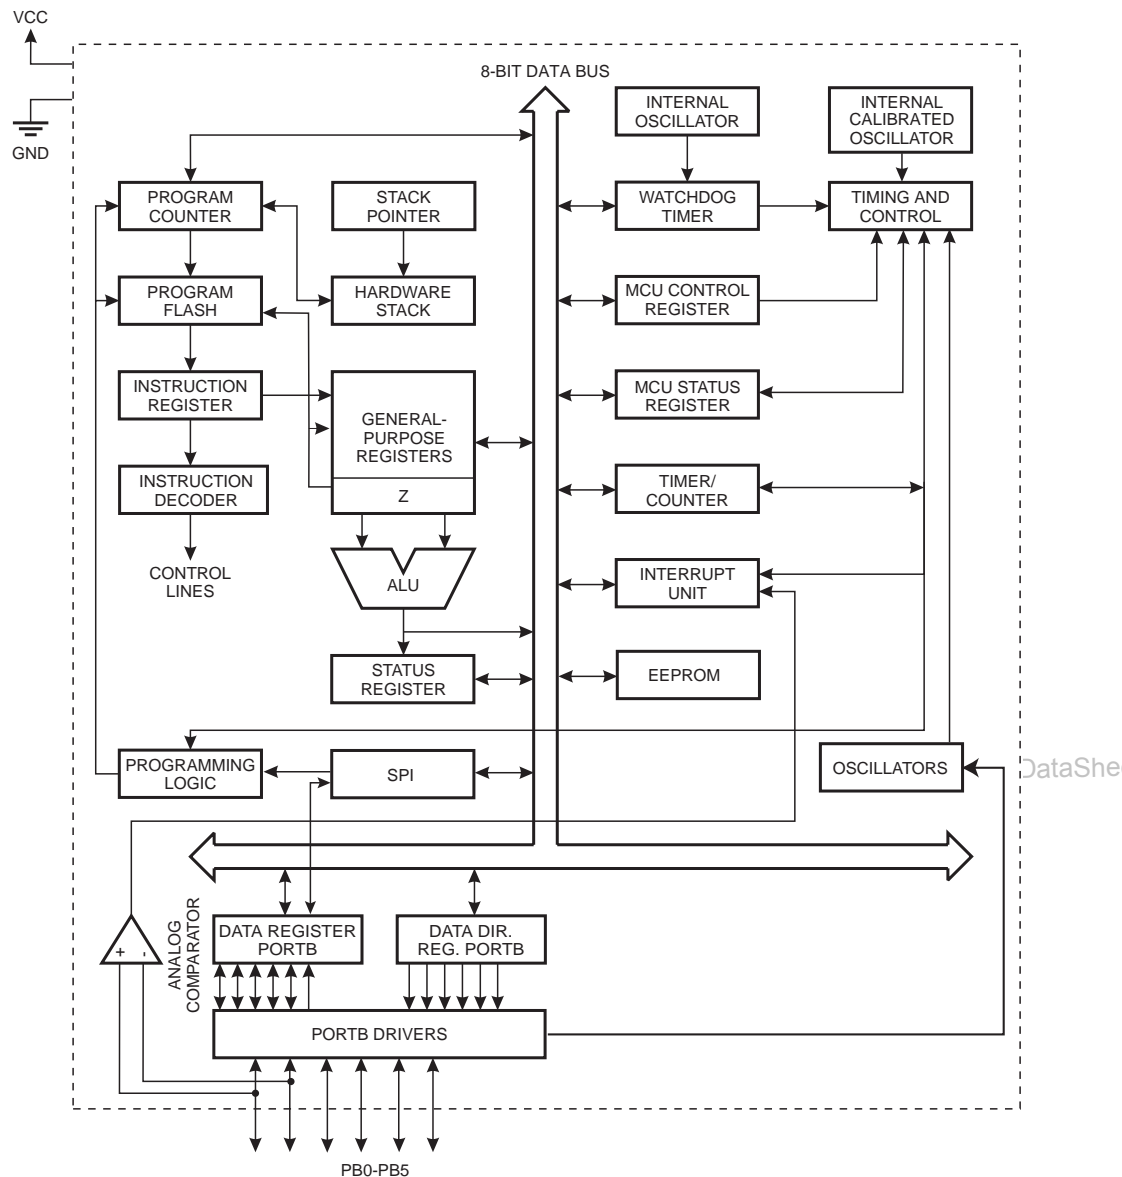 VCC
GND
8-BIT DATA BUS
INTERNAL
OSCILLATOR
INTERNAL
CALIBRATED
OSCILLATOR
PROGRAM
COUNTER
STACK
POINTER
WATCHDOG
TIMER
TIMING AND
CONTROL
PROGRAM
FLASH
HARDWARE
STACK
MCU CONTROL
REGISTER
INSTRUCTION
REGISTER
GENERAL-
PURPOSE
REGISTERS
Z
MCU STATUS
REGISTER
INSTRUCTION
DECODER
TIMER/
COUNTER
CONTROL
LINES
ALU
INTERRUPT
UNIT
STATUS
REGISTER
EEPROM
PROGRAMMING
LOGIC
SPI
OSCILLATORS
DataShe
ANALOG
COMPARATOR
+
-
DATA REGISTER
PORTB
DATA DIR.
REG. PORTB
PORTB DRIVERS
PB0-PB5